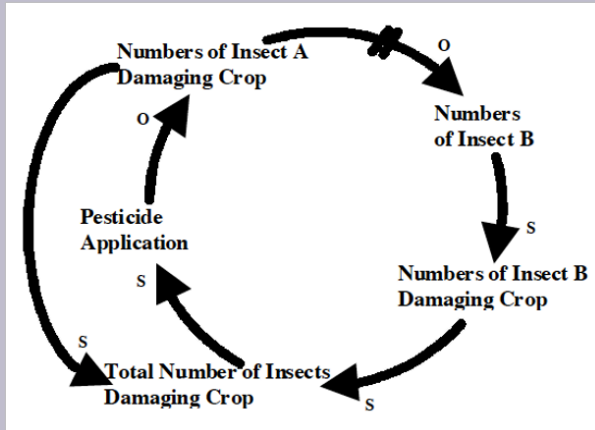 Numbers of Insect A
Damaging Crop
O
Numbers
of Insect B
O
Pesticide
Application
S
Numbers of Insect B
Damaging Crop
S
S
Total Number of Insects
Damaging Crop
S